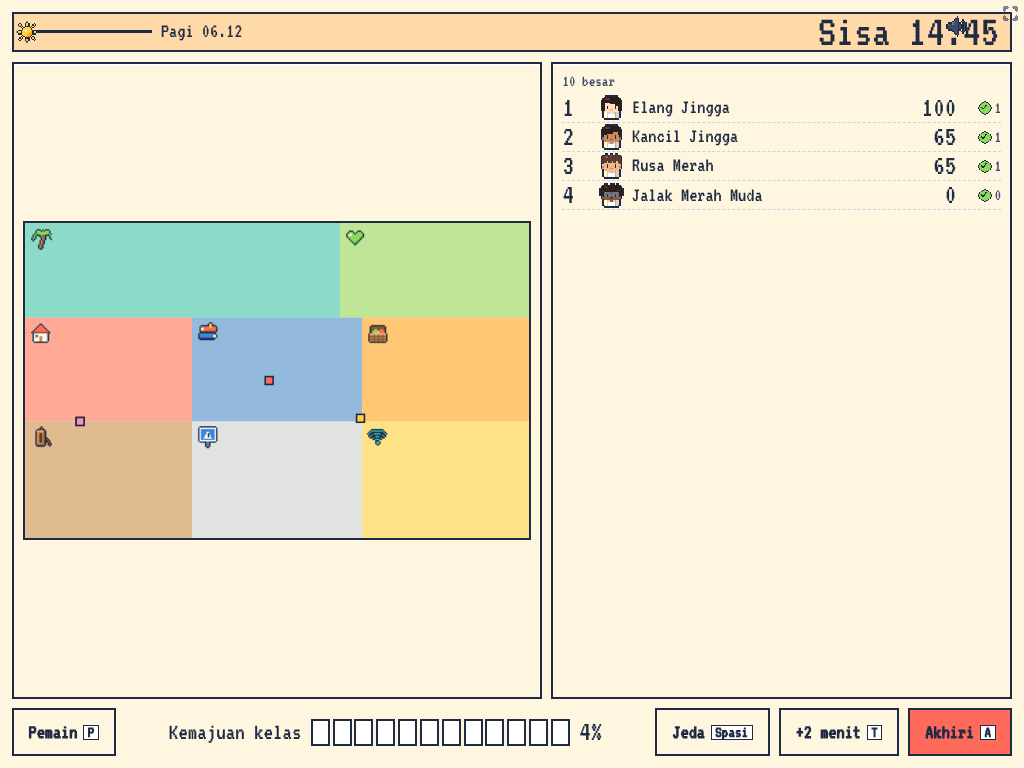 Pagi 06.12
Sisa 14:45
10 besar
1 Elang Jingga 100 1
2 Kancil Jingga 65 1
3 Rusa Merah 65 1
4 Jalak Merah Muda 0 0
Pemain P
Kemajuan kelas 4%
Jeda Spasi
+2 menit T
Akhiri A